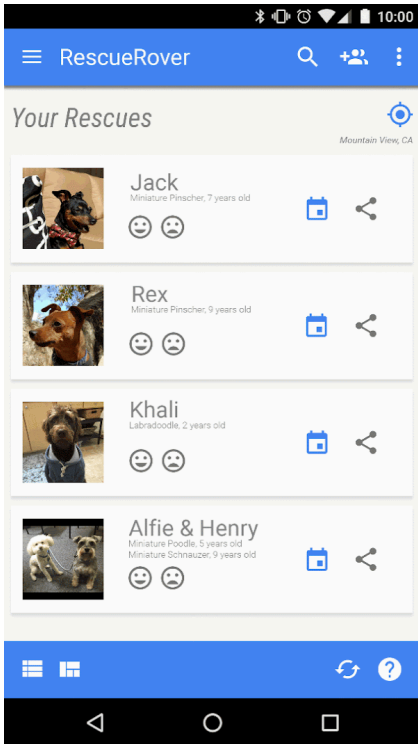 10:00
RescueRover
Your Rescues
Mountain View, CA
Jack
Miniature Pinscher, 7 years old
Rex
Miniature Pinscher, 9 years old
Khali
Labradoodle, 2 years old
Alfie & Henry
Miniature Poodle, 5 years old
Miniature Schnauzer, 9 years old